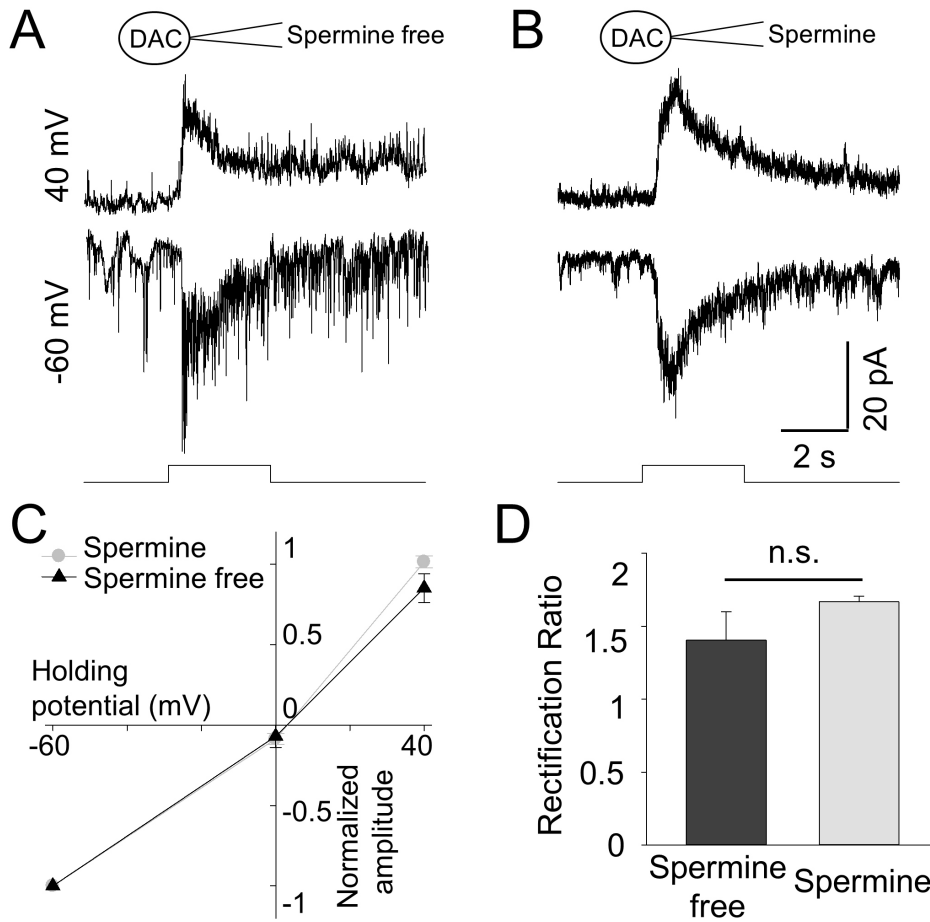 A
DAC
Spermine free
B
DAC
Spermine
40 mV
-60 mV
20 pA
2 s
C
Spermine
Spermine free
1
0.5
0
-0.5
-1
Holding
potential (mV)
-60
40
Normalized
amplitude
D
n.s.
Rectification Ratio
2
1.5
1
0.5
0
Spermine
free
Spermine